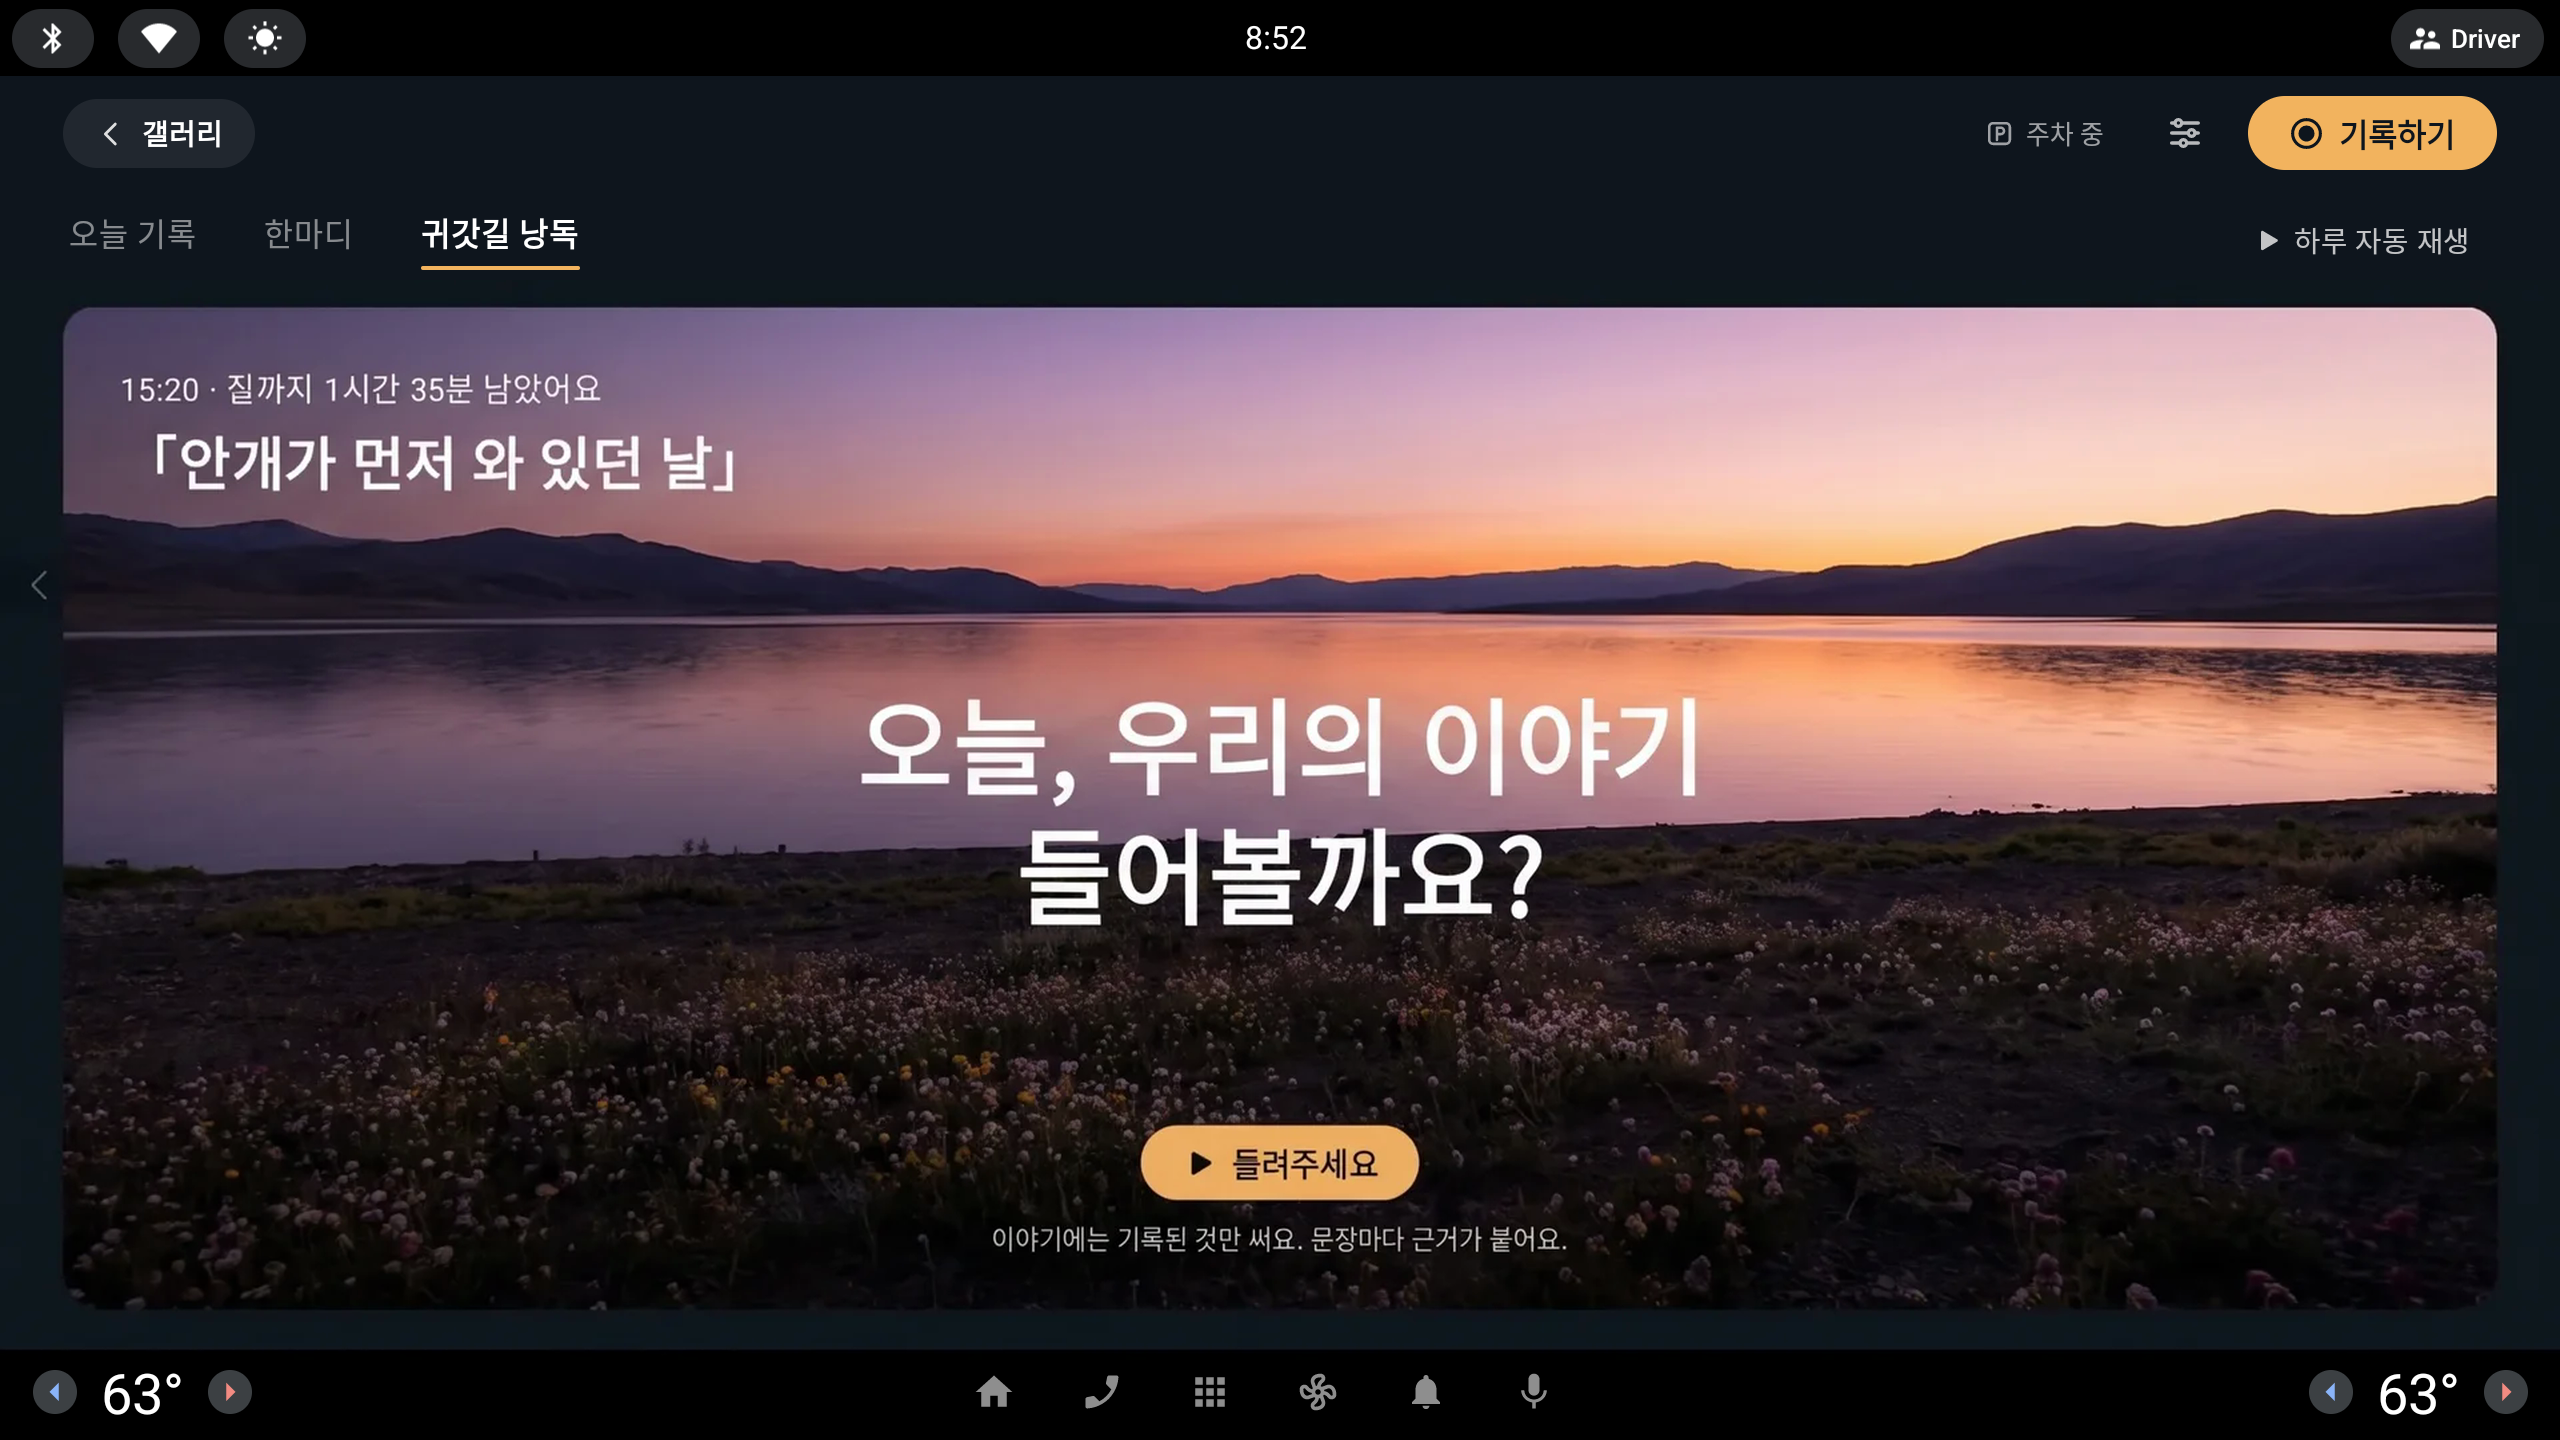 8:52
Driver
갤러리
주차 중
기록하기
오늘 기록
한마디
귀갓길 낭독
하루 자동 재생
15:20 · 질까지 1시간 35분 남았어요
「안개가 먼저 와 있던 날」
오늘, 우리의 이야기
들어볼까요?
들려주세요
이야기에는 기록된 것만 써요. 문장마다 근거가 붙어요.
63°
63°